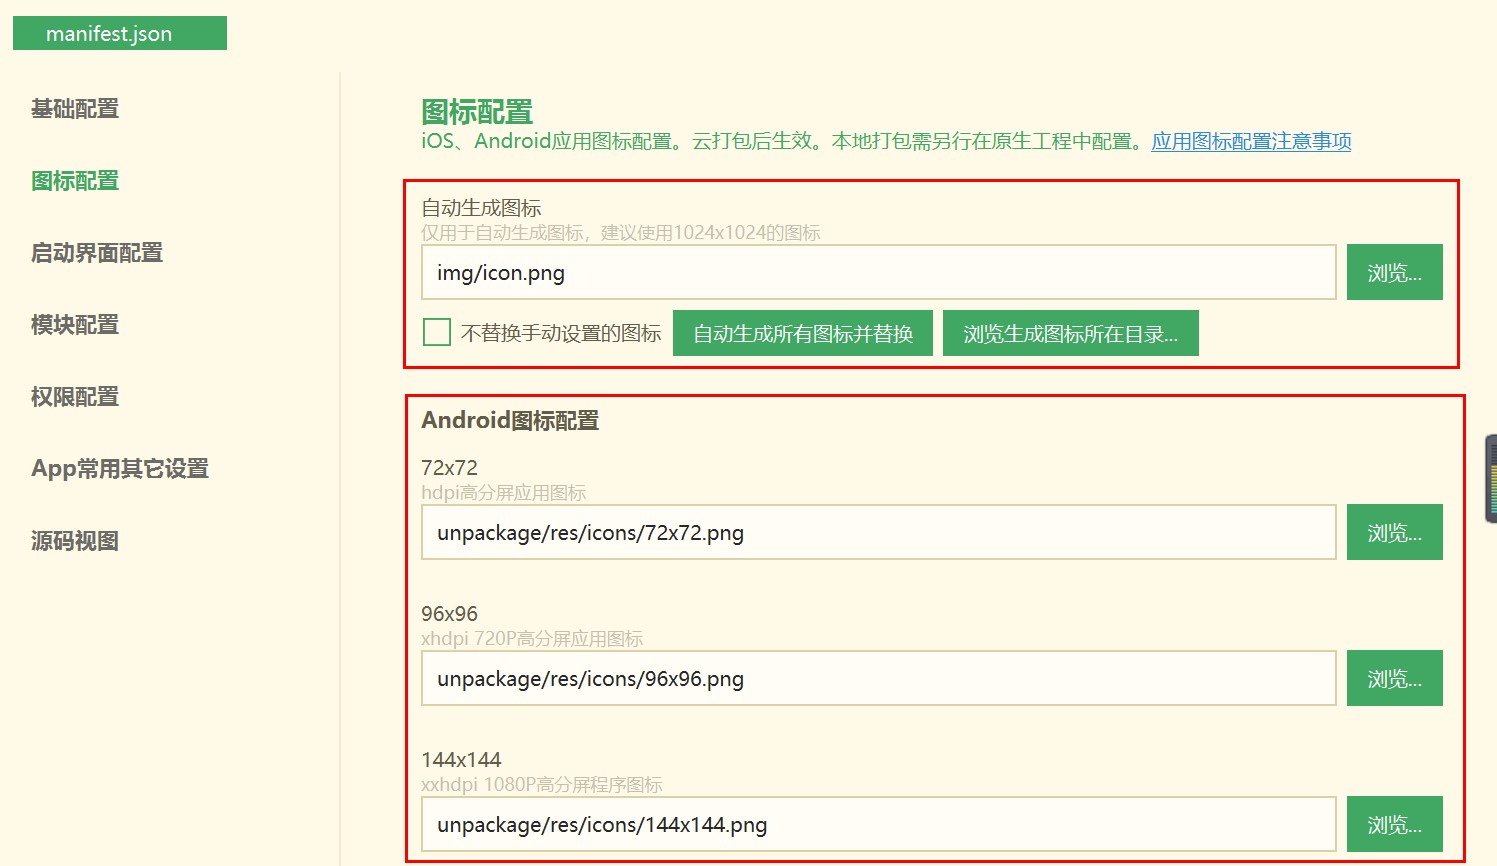 manifest.json
基础配置
图标配置
启动界面配置
模块配置
权限配置
App常用其它设置
源码视图
图标配置
iOS、Android应用图标配置。云打包后生效。本地打包需另行在原生工程中配置。应用图标配置注意事项
自动生成图标
仅用于自动生成图标，建议使用1024x1024的图标
img/icon.png 浏览...
不替换手动设置的图标 自动生成所有图标并替换 浏览生成图标所在目录...
Android图标配置
72x72
hdpi高分屏应用图标
unpackage/res/icons/72x72.png 浏览...
96x96
xhdpi 720P高分屏应用图标
unpackage/res/icons/96x96.png 浏览...
144x144
xxhdpi 1080P高分屏程序图标
unpackage/res/icons/144x144.png 浏览...